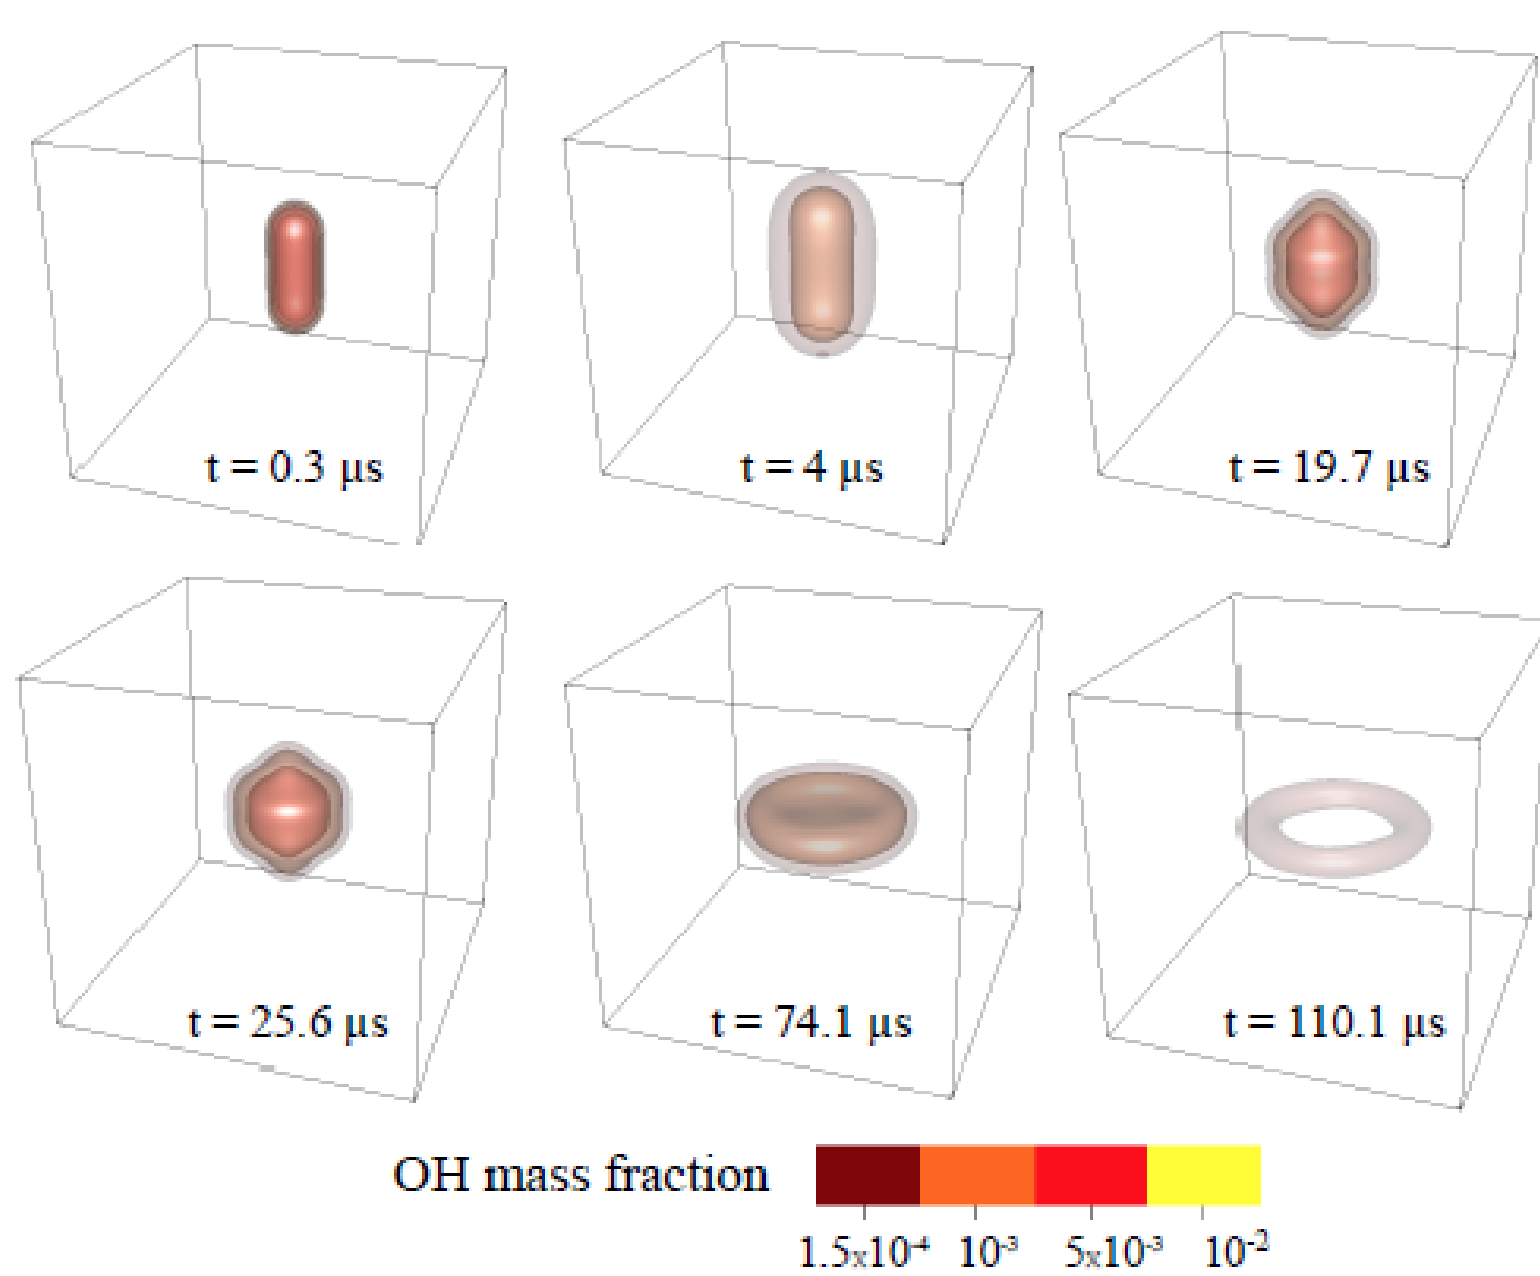 t = 0.3 μs
t = 4 μs
t = 19.7 μs
t = 25.6 μs
t = 74.1 μs
t = 110.1 μs
OH mass fraction
1.5x10⁻⁴ 10⁻³ 5x10⁻³ 10⁻²